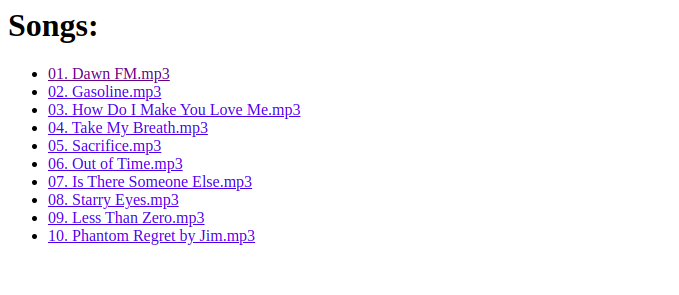 Songs:
01. Dawn FM.mp3
02. Gasoline.mp3
03. How Do I Make You Love Me.mp3
04. Take My Breath.mp3
05. Sacrifice.mp3
06. Out of Time.mp3
07. Is There Someone Else.mp3
08. Starry Eyes.mp3
09. Less Than Zero.mp3
10. Phantom Regret by Jim.mp3